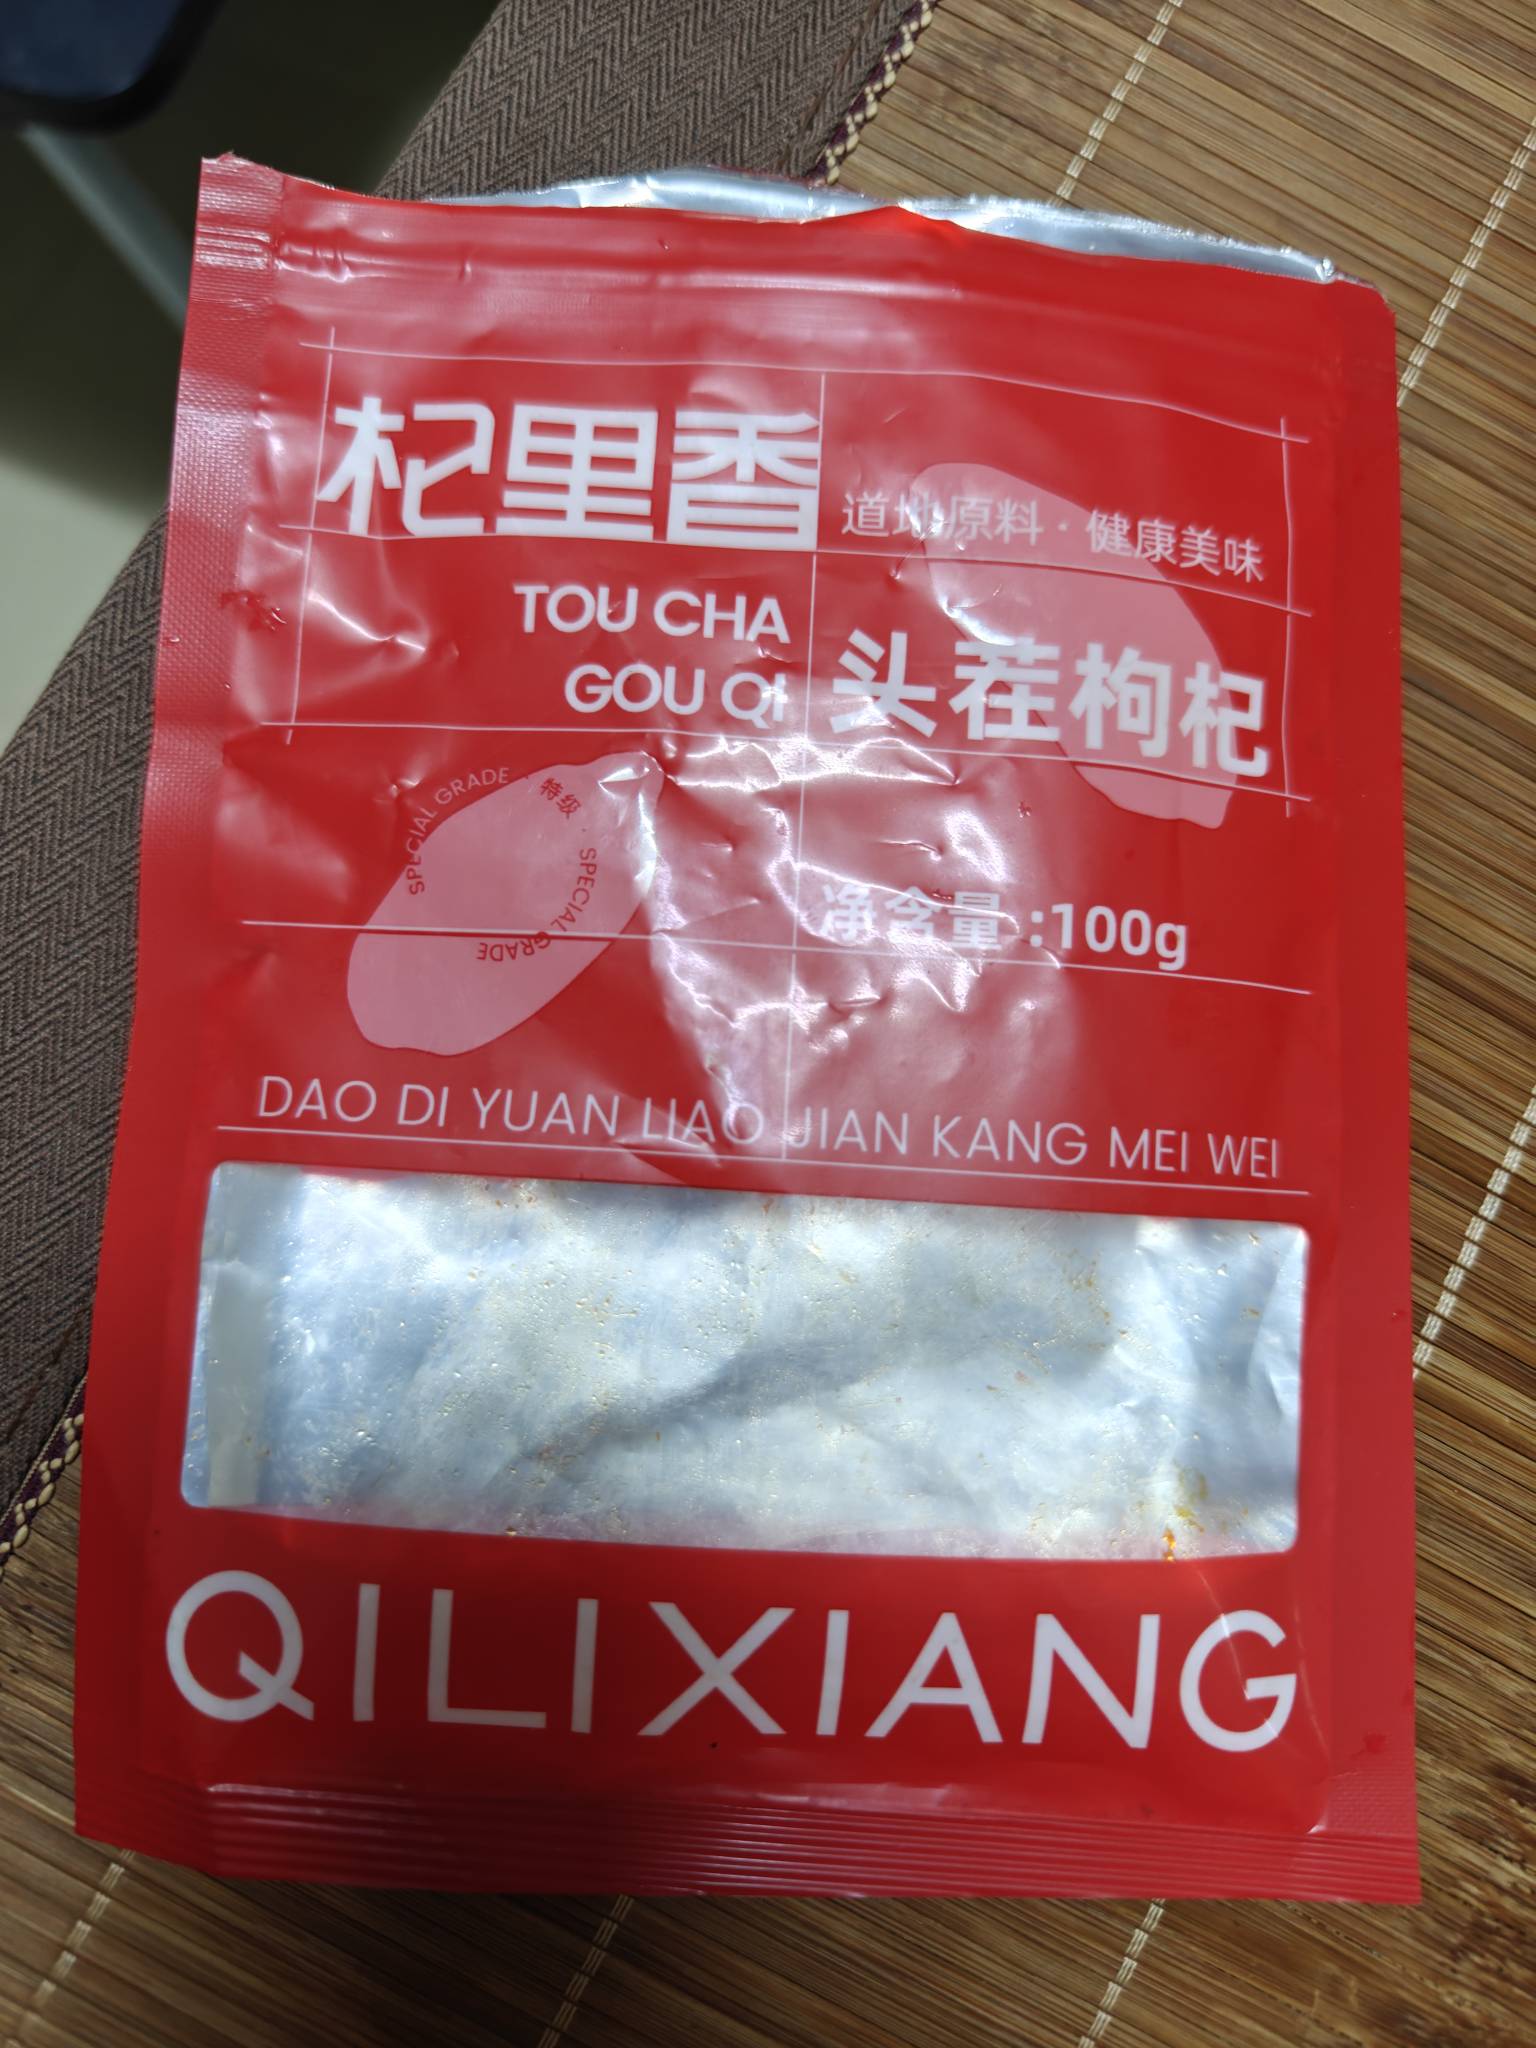 杞里香
道地原料·健康美味
TOU CHA
GOU QI
头茬枸杞
SPECIAL GRADE · 特级 · SPECIAL GRADE
净含量:100g
DAO DI YUAN LIAO JIAN KANG MEI WEI
QILIXIANG